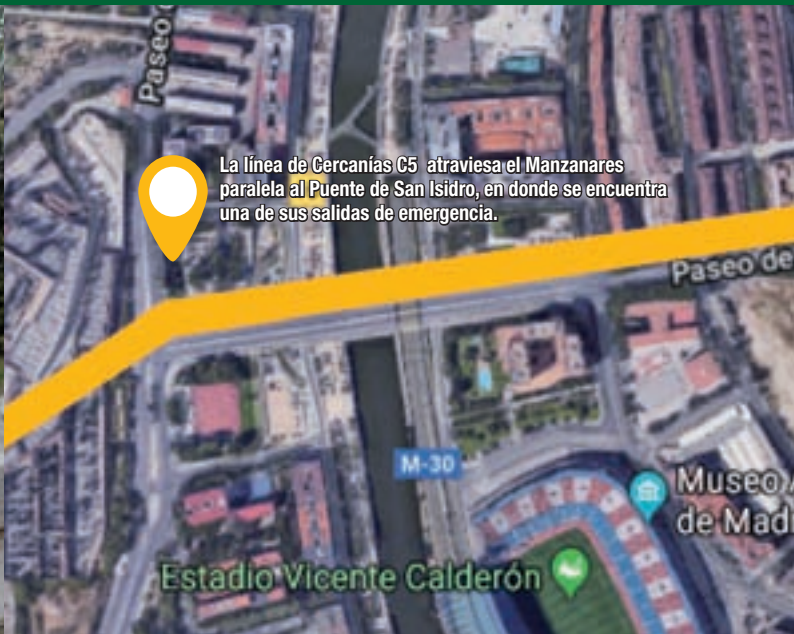 Paseo
La línea de Cercanías C5 atraviesa el Manzanares
paralela al Puente de San Isidro, en donde se encuentra
una de sus salidas de emergencia.
Paseo de
M-30
Museo
de Madri
Estadio Vicente Calderón